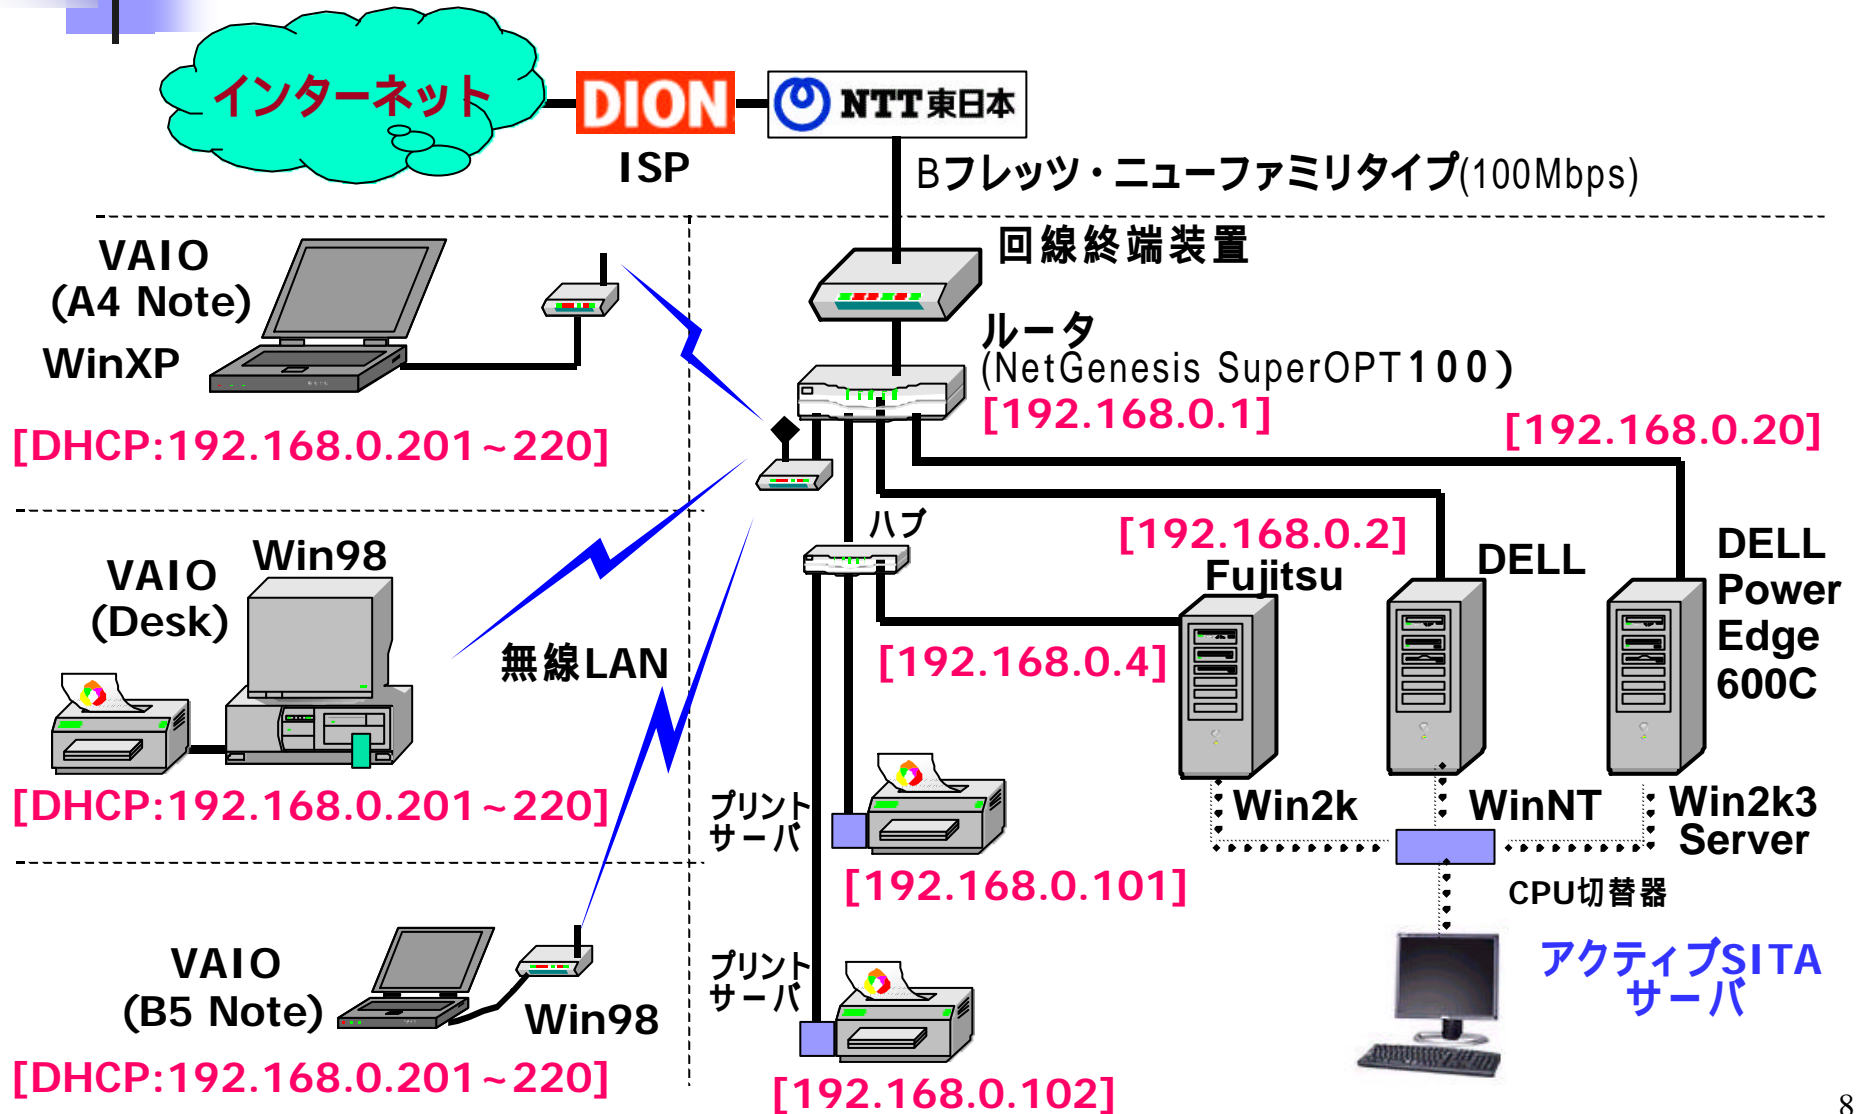 インターネット
DION
NTT東日本
ISP
Bフレッツ・ニューファミリタイプ(100Mbps)
回線終端装置
VAIO
(A4 Note)
WinXP
ルータ
(NetGenesis SuperOPT100)
[192.168.0.1]
[192.168.0.20]
[DHCP:192.168.0.201~220]
ハブ
[192.168.0.2]
Fujitsu
DELL
DELL
Power
Edge
600C
Win98
VAIO
(Desk)
無線LAN
[192.168.0.4]
[DHCP:192.168.0.201~220]
プリント
サーバ
Win2k
WinNT
Win2k3
Server
[192.168.0.101]
CPU切替器
VAIO
(B5 Note)
Win98
プリント
サーバ
アクティブSITA
サーバ
[DHCP:192.168.0.201~220]
[192.168.0.102]
8